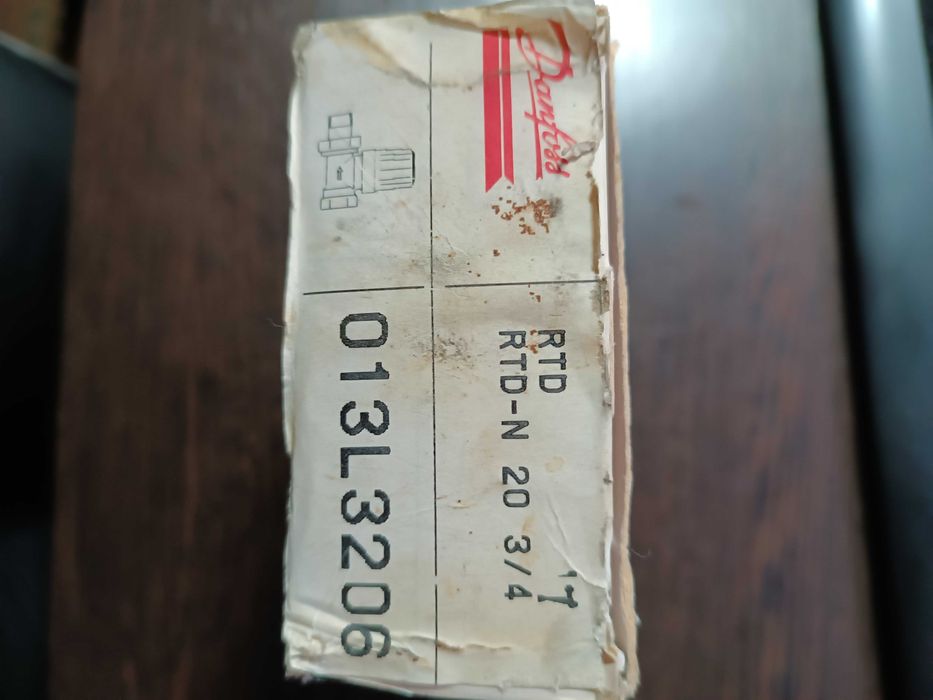 Danfoss
RTD
RTD-N 20 3/4
013L3206